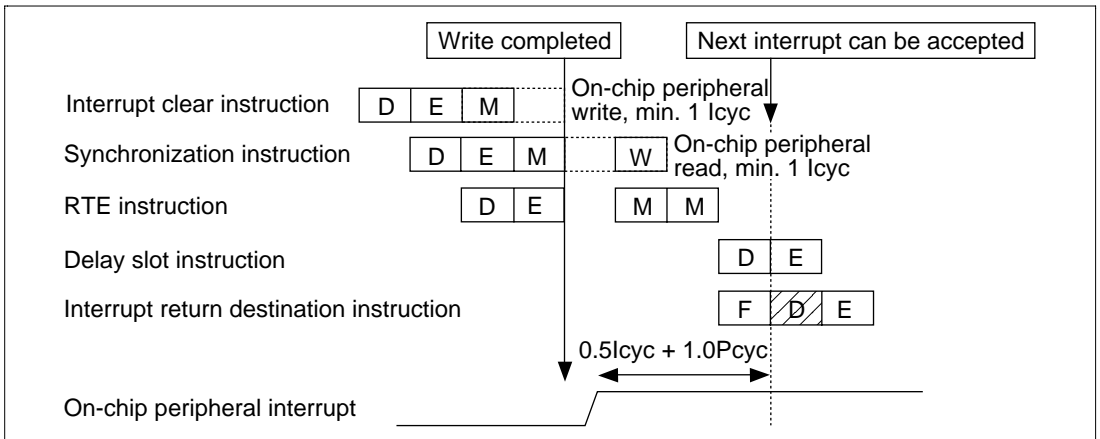 Write completed
Next interrupt can be accepted
Interrupt clear instruction
D E M
On-chip peripheral
write, min. 1 Icyc
Synchronization instruction
D E M W
On-chip peripheral
read, min. 1 Icyc
RTE instruction
D E M M
Delay slot instruction
D E
Interrupt return destination instruction
F D E
0.5Icyc + 1.0Pcyc
On-chip peripheral interrupt